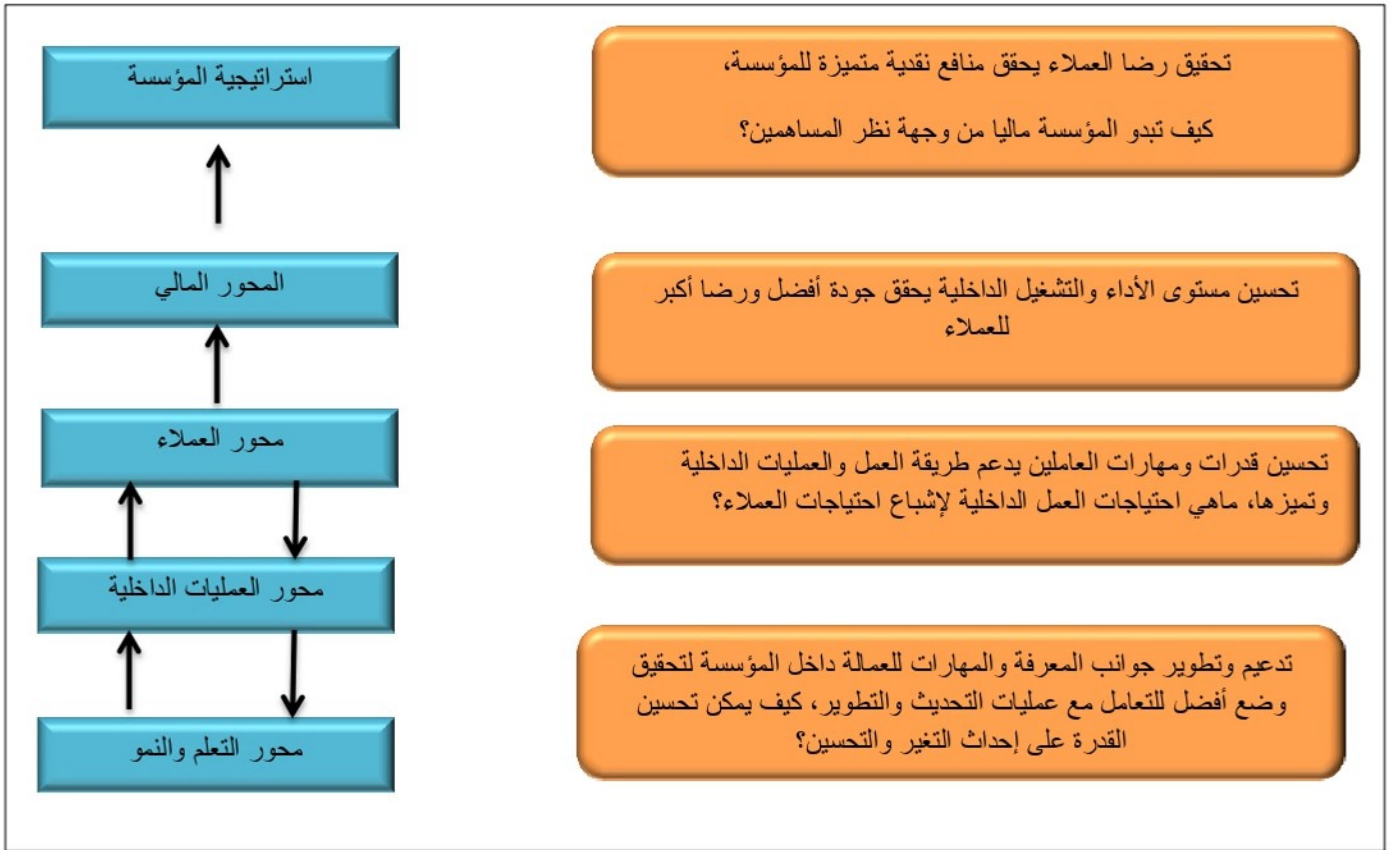 تحقيق رضا العملاء يحقق منافع نقدية متميزة للمؤسسة،
كيف تبدو المؤسسة ماليا من وجهة نظر المساهمين؟
استراتيجية المؤسسة
تحسين مستوى الأداء والتشغيل الداخلية يحقق جودة أفضل ورضا أكبر
للعملاء
المحور المالي
تحسين قدرات ومهارات العاملين يدعم طريقة العمل والعمليات الداخلية
وتميزها، ماهي احتياجات العمل الداخلية لإشباع احتياجات العملاء؟
محور العملاء
محور العمليات الداخلية
تدعيم وتطوير جوانب المعرفة والمهارات للعمالة داخل المؤسسة لتحقيق
وضع أفضل للتعامل مع عمليات التحديث والتطوير، كيف يمكن تحسين
القدرة على إحداث التغير والتحسين؟
محور التعلم والنمو